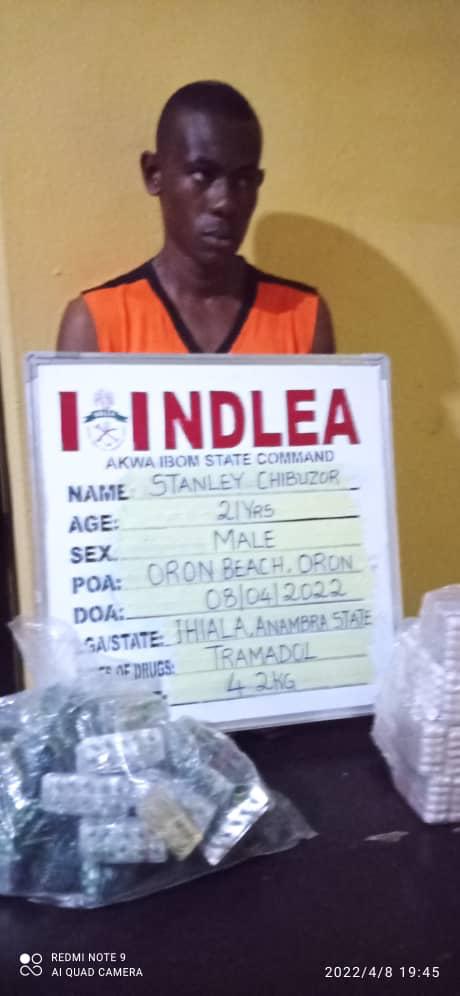 NDLEA
AKWA IBOM STATE COMMAND
NAME: STANLEY CHIBUZOR
AGE: 21YRS
SEX. MALE
POA: ORON BEACH, ORON
DOA: 08/04/2022
GA/STATE: IHIALA, ANAMBRA STATE
OF DRUGS: TRAMADOL
4.2KG
REDMI NOTE 9
AI QUAD CAMERA
2022/4/8 19:45